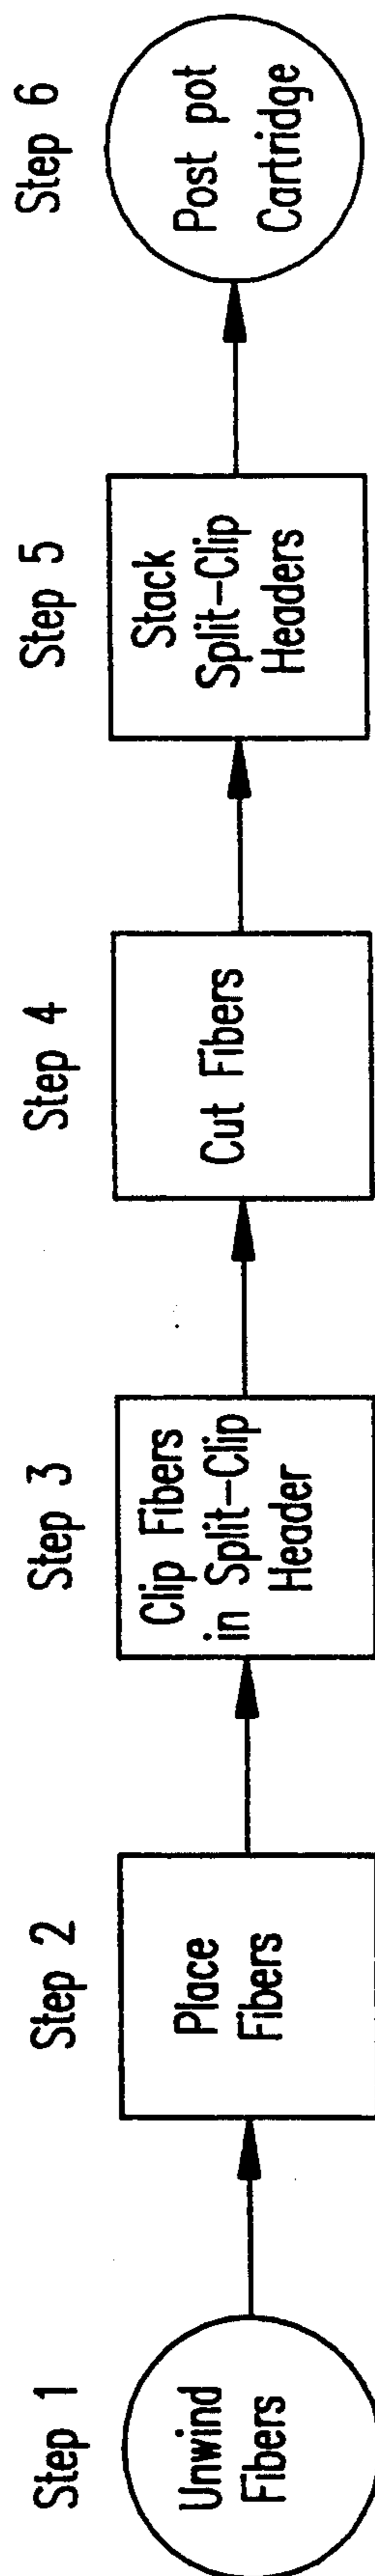 Step 1
Unwind
Fibers
Step 2
Place
Fibers
Step 3
Clip Fibers
in Split-Clip
Header
Step 4
Cut Fibers
Step 5
Stack
Split-Clip
Headers
Step 6
Post pot
Cartridge